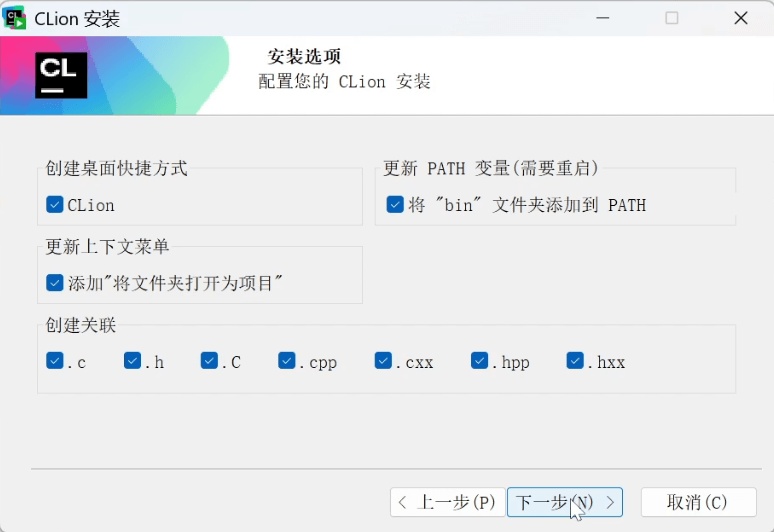 CLion 安装
CL
安装选项
配置您的 CLion 安装
创建桌面快捷方式
CLion
更新 PATH 变量(需要重启)
将 "bin" 文件夹添加到 PATH
更新上下文菜单
添加"将文件夹打开为项目"
创建关联
.c .h .C .cpp .cxx .hpp .hxx
< 上一步(P) 下一步(N) > 取消(C)